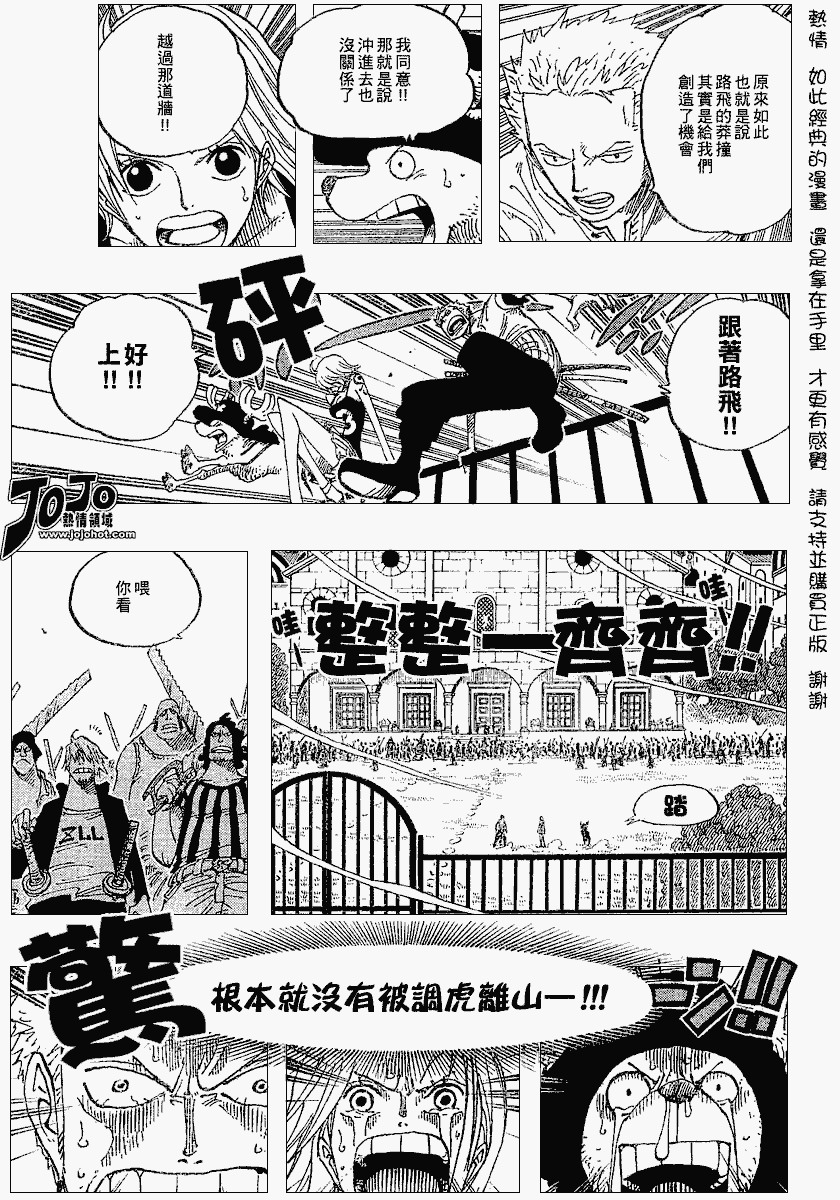 原來如此
也就是說
路飛的莽撞
其實是給我們
創造了機會
我同意!!
那就是說
沖進去也
沒關係了
越過那道牆!!
砰
跟著路飛!!
好!!
上!!
JOJO
熱情領域
www.jojohot.com
哇
整整一齊齊!!
哇
踏
喂
你看
ZLL
驚
根本就沒有被調虎離山—!!!
ーン!!
熱情 如此經典的漫畫 還是拿在手里 才更有感覺 請支持並購買正版 謝謝